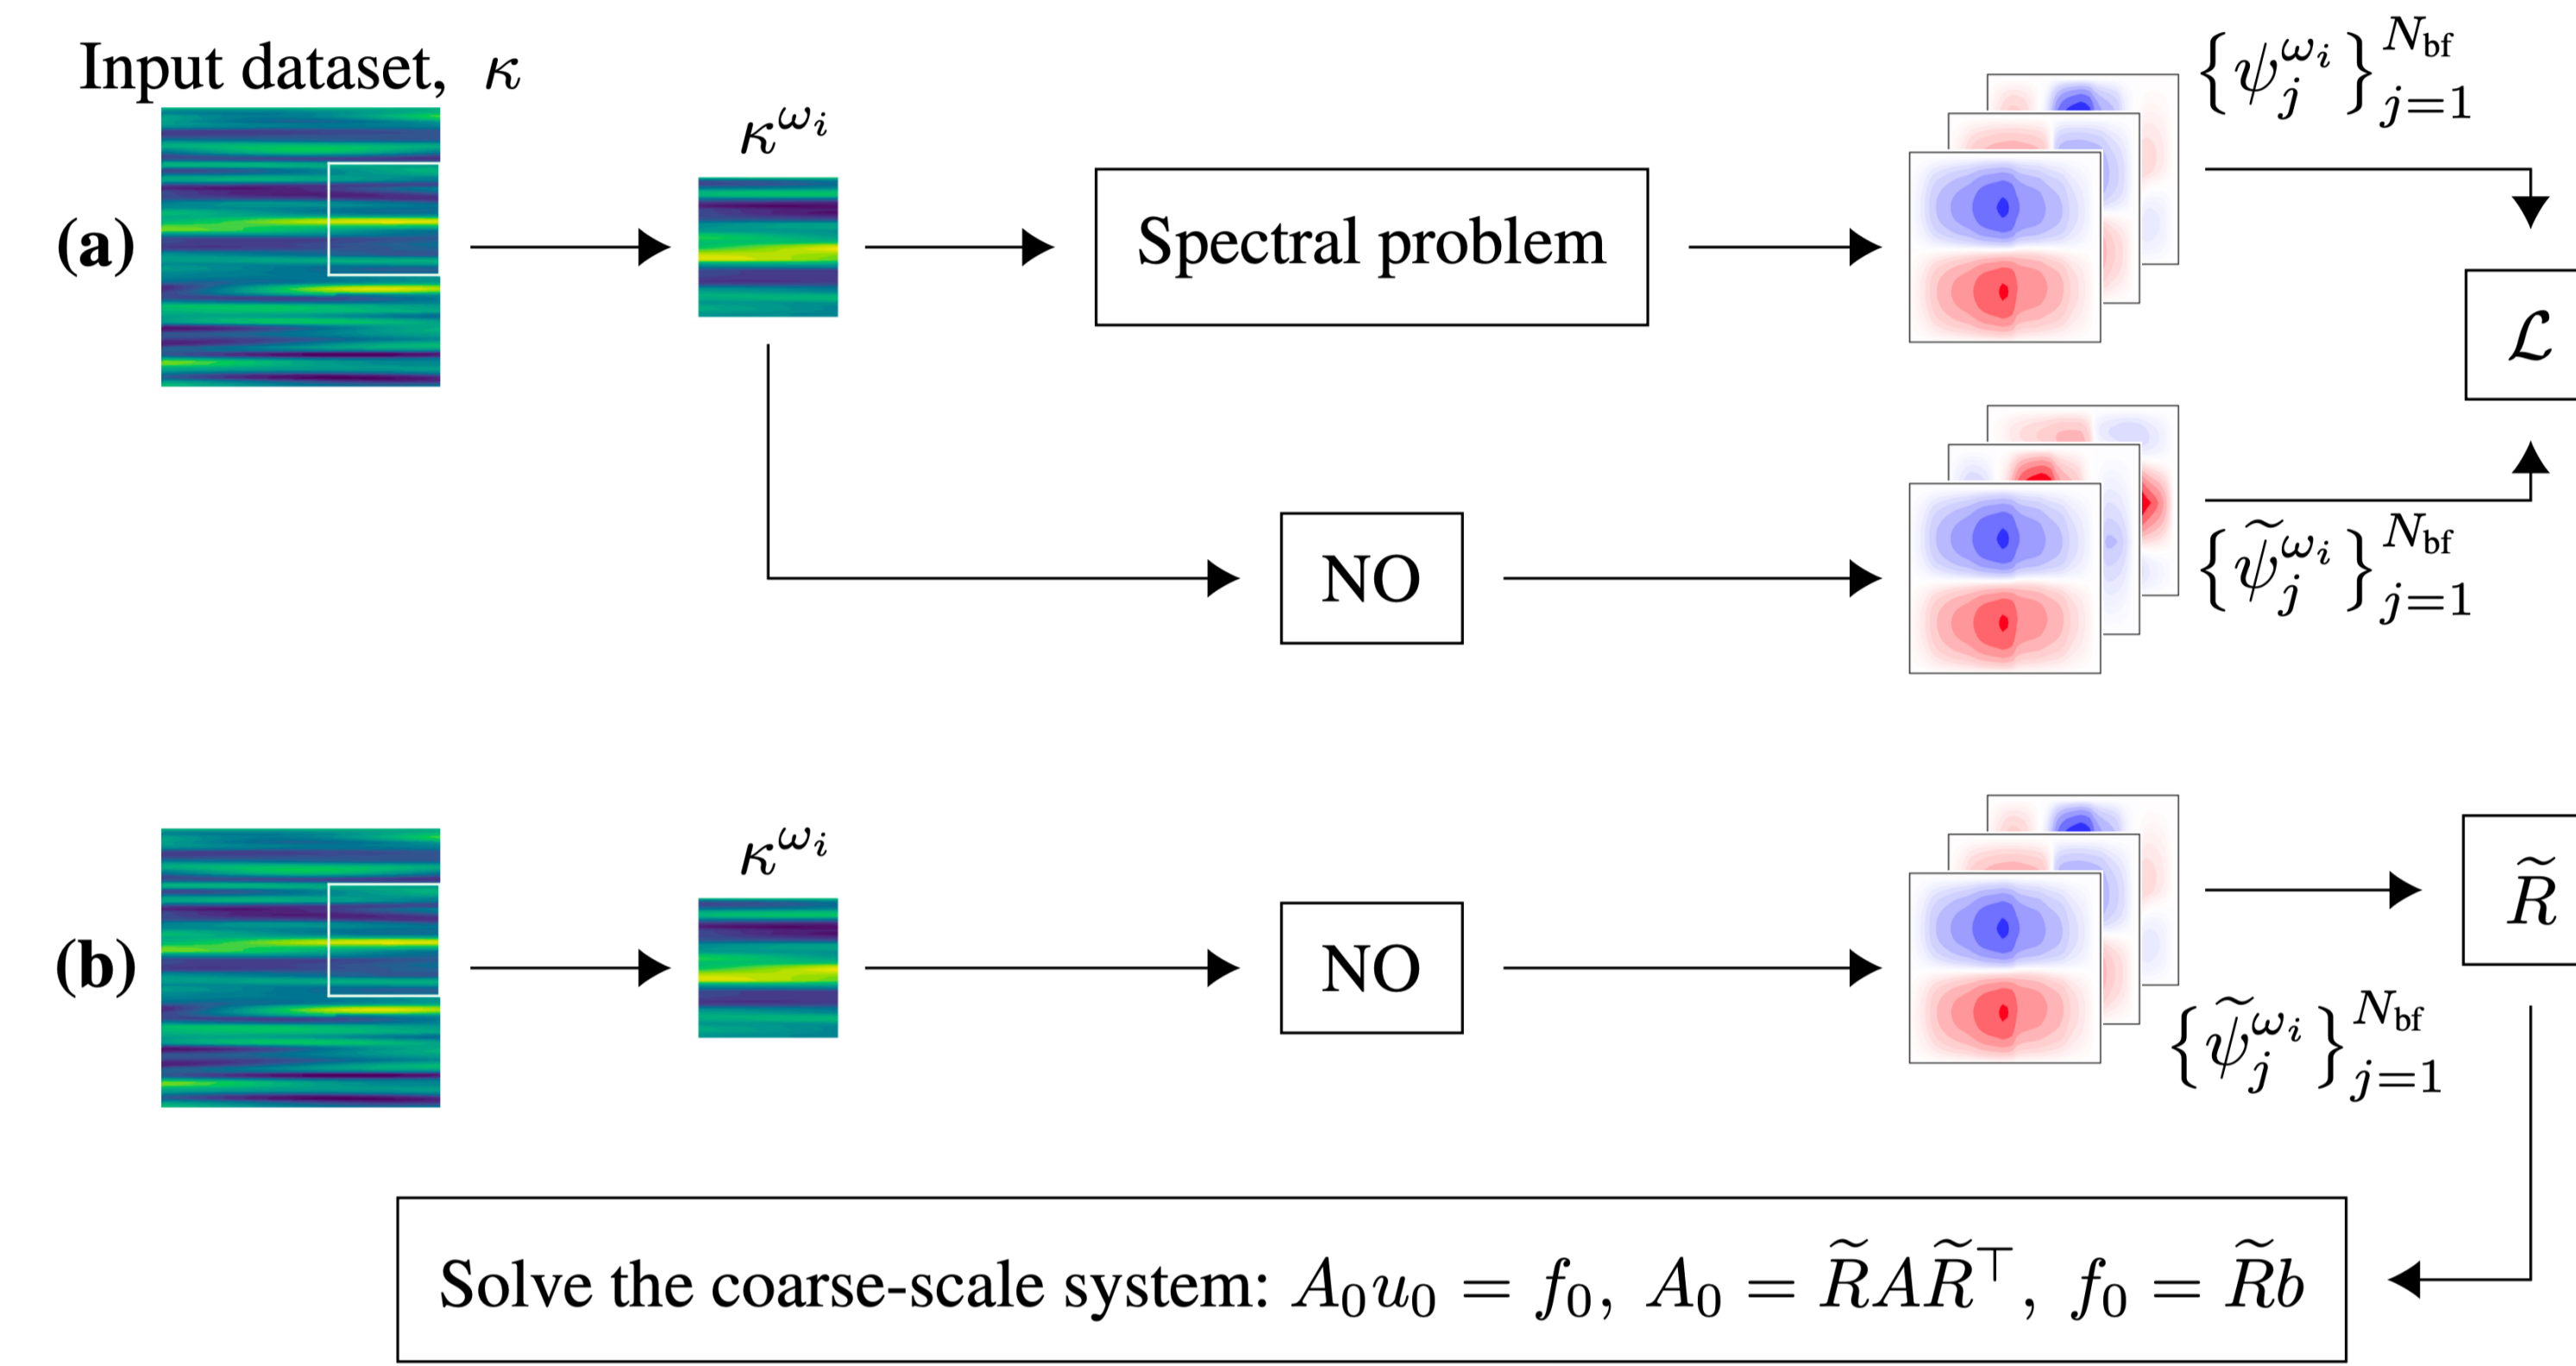 Input dataset, κ
(a)
κ^{ω_i}
Spectral problem
{ψ_j^{ω_i}}_{j=1}^{N_bf}
ℒ
NO
{ψ̃_j^{ω_i}}_{j=1}^{N_bf}
(b)
κ^{ω_i}
NO
{ψ̃_j^{ω_i}}_{j=1}^{N_bf}
R̃
Solve the coarse-scale system: A_0u_0 = f_0, A_0 = R̃AR̃^⊤, f_0 = R̃b